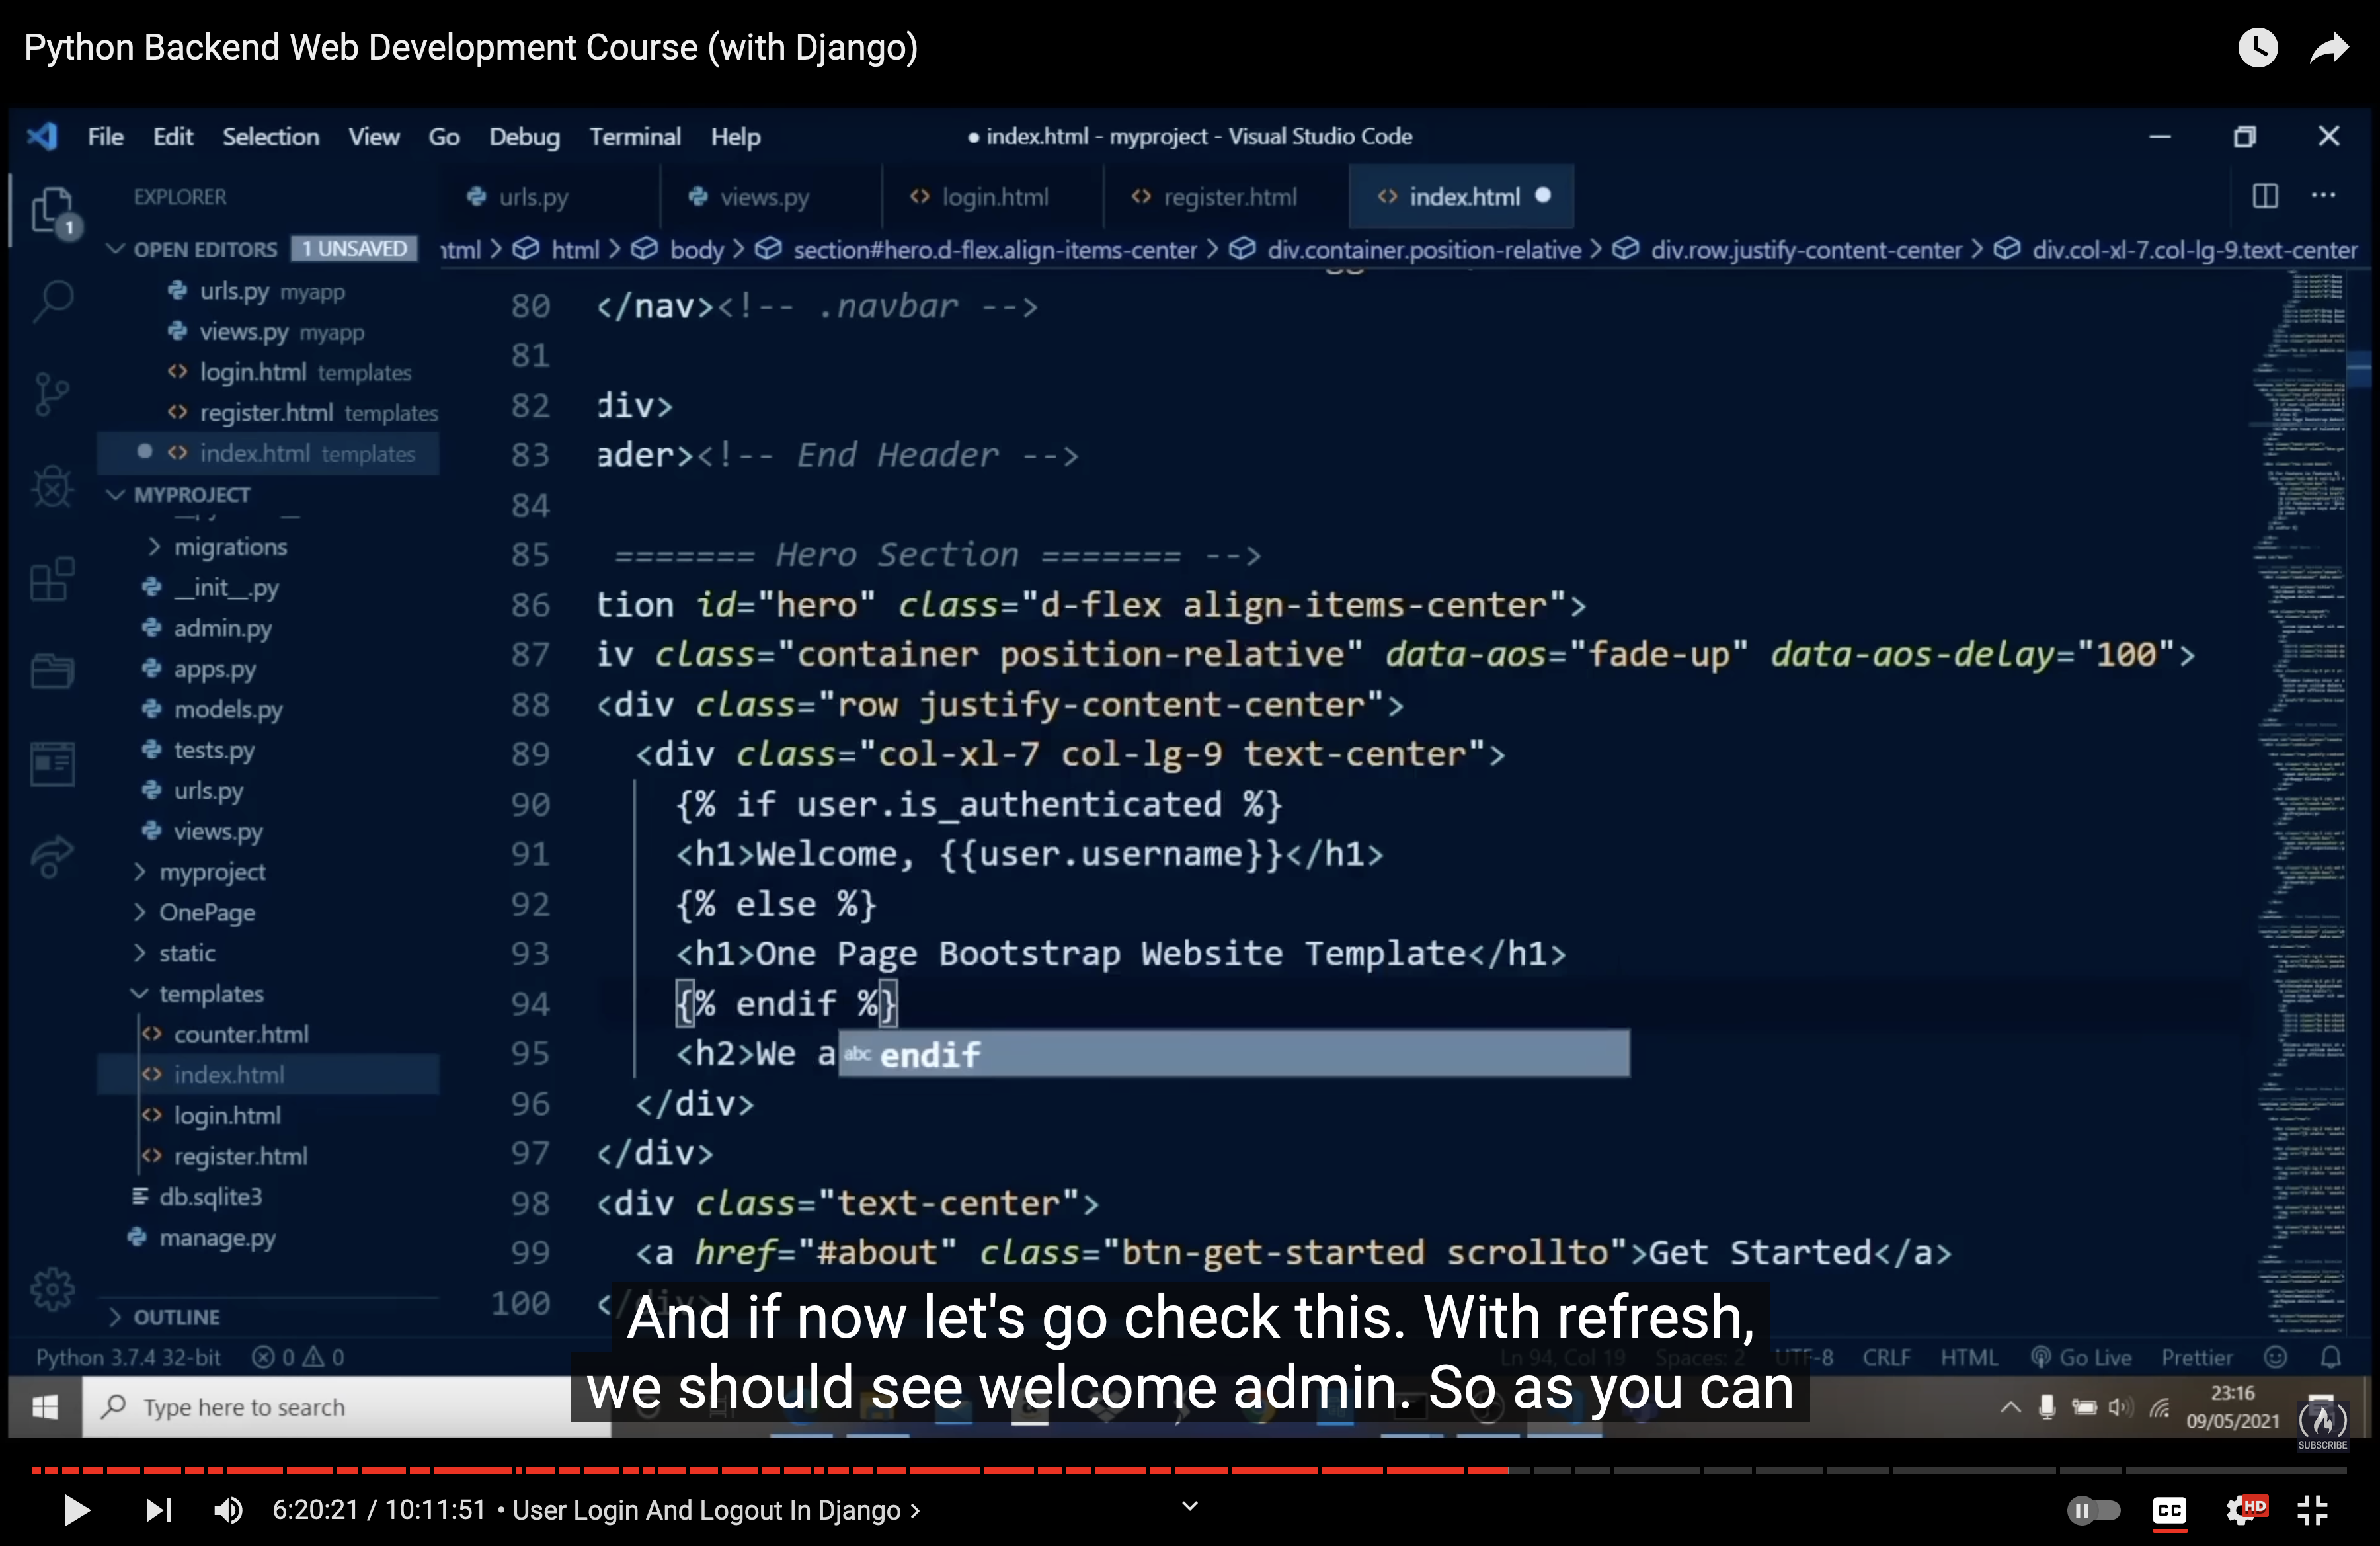 Python Backend Web Development Course (with Django)
File Edit Selection View Go Debug Terminal Help
● index.html - myproject - Visual Studio Code
EXPLORER
urls.py
views.py
login.html
register.html
index.html
OPEN EDITORS
1 UNSAVED
html > body > section#hero.d-flex.align-items-center > div.container.position-relative > div.row.justify-content-center > div.col-xl-7.col-lg-9.text-center
1
urls.py myapp
views.py myapp
login.html templates
register.html templates
index.html templates
MYPROJECT
migrations
__init__.py
admin.py
apps.py
models.py
tests.py
urls.py
views.py
myproject
OnePage
static
templates
counter.html
index.html
login.html
register.html
db.sqlite3
manage.py
OUTLINE
80 </nav><!-- .navbar -->
81
82 div>
83 ader><!-- End Header -->
84
85 ======= Hero Section ======= -->
86 tion id="hero" class="d-flex align-items-center">
87 iv class="container position-relative" data-aos="fade-up" data-aos-delay="100">
88 <div class="row justify-content-center">
89 <div class="col-xl-7 col-lg-9 text-center">
90 {% if user.is_authenticated %}
91 <h1>Welcome, {{user.username}}</h1>
92 {% else %}
93 <h1>One Page Bootstrap Website Template</h1>
94 {% endif %}
95 <h2>We a
abc endif
96 </div>
97 </div>
98 <div class="text-center">
99 <a href="#about" class="btn-get-started scrollto">Get Started</a>
100 </div>
And if now let's go check this. With refresh,
we should see welcome admin. So as you can
Python 3.7.4 32-bit 0 0
Ln 94, Col 19 Spaces: 2 UTF-8 CRLF HTML Go Live Prettier
Type here to search
23:16
09/05/2021
SUBSCRIBE
6:20:21 / 10:11:51 • User Login And Logout In Django >
CC
HD